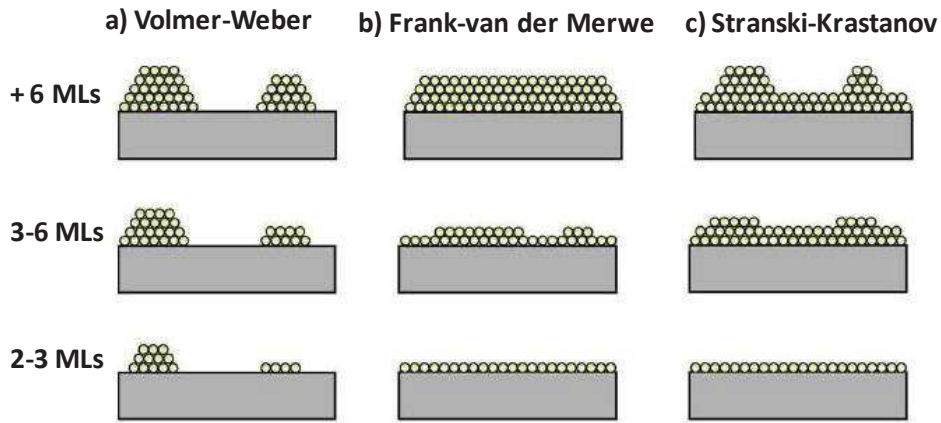 a) Volmer-Weber b) Frank-van der Merwe c) Stranski-Krastanov
+ 6 MLs
3-6 MLs
2-3 MLs